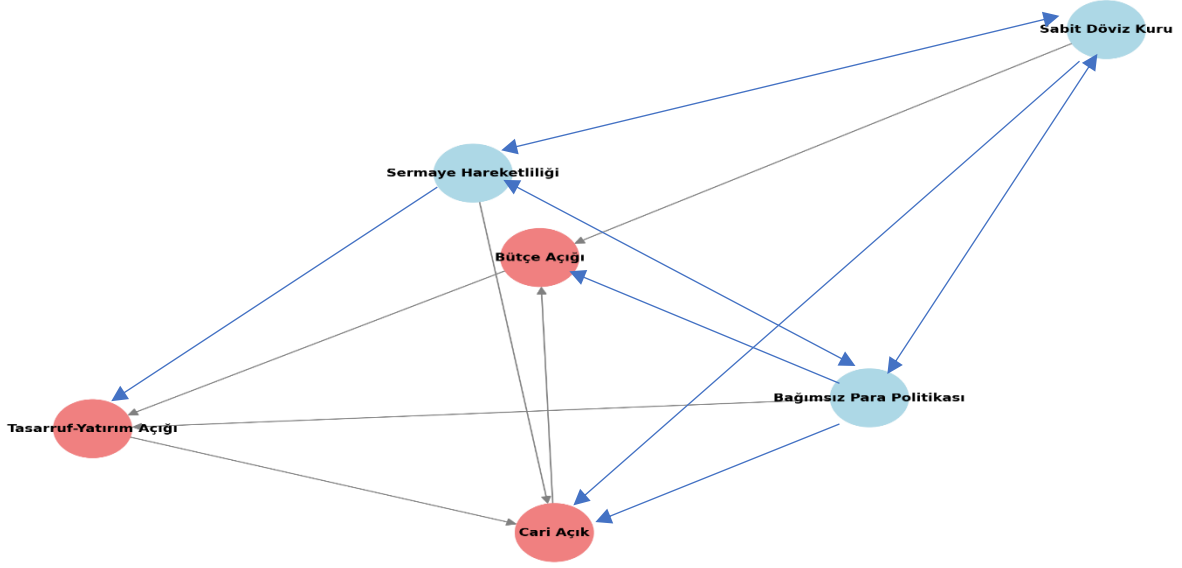 Sabit Döviz Kuru
Sermaye Hareketliliği
Bütçe Açığı
Bağımsız Para Politikası
Tasarruf-Yatırım Açığı
Cari Açık